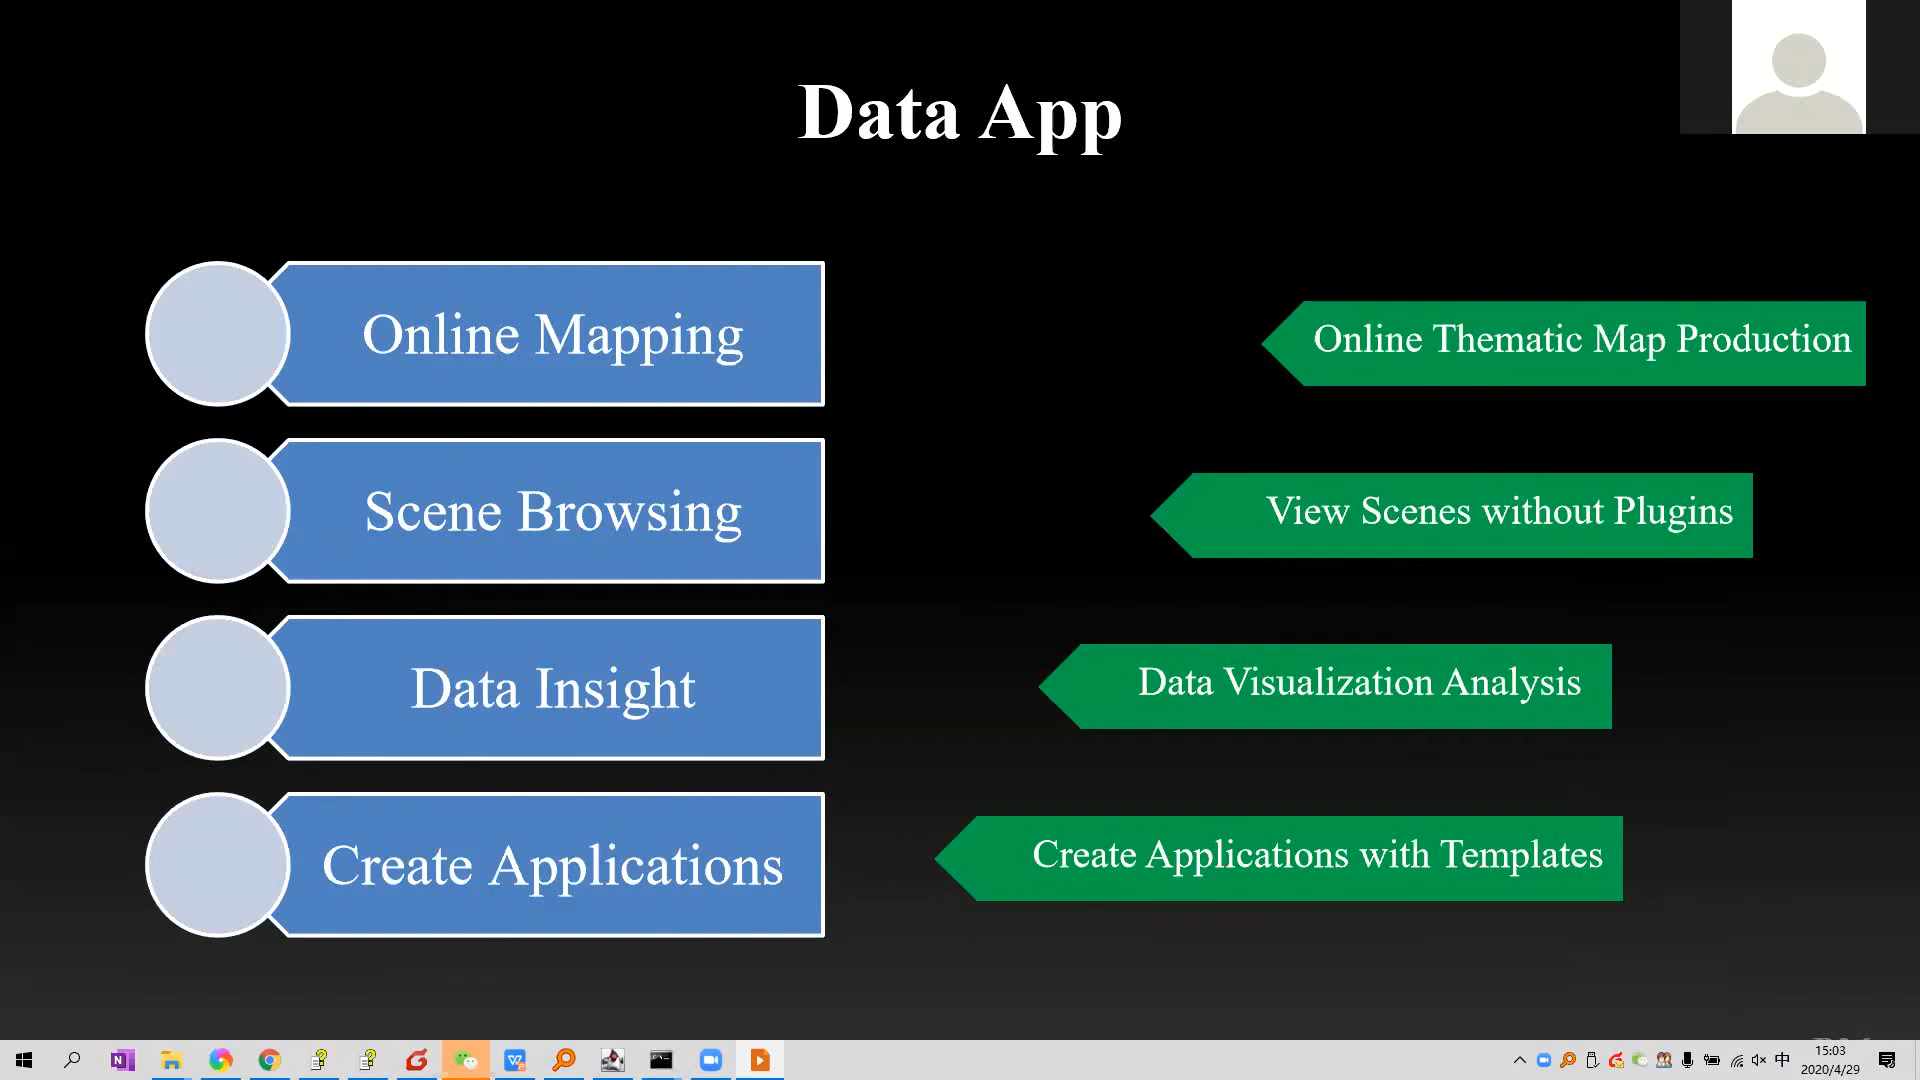 Data App
Online Mapping
Online Thematic Map Production
Scene Browsing
View Scenes without Plugins
Data Insight
Data Visualization Analysis
Create Applications
Create Applications with Templates
中
15:03
2020/4/29